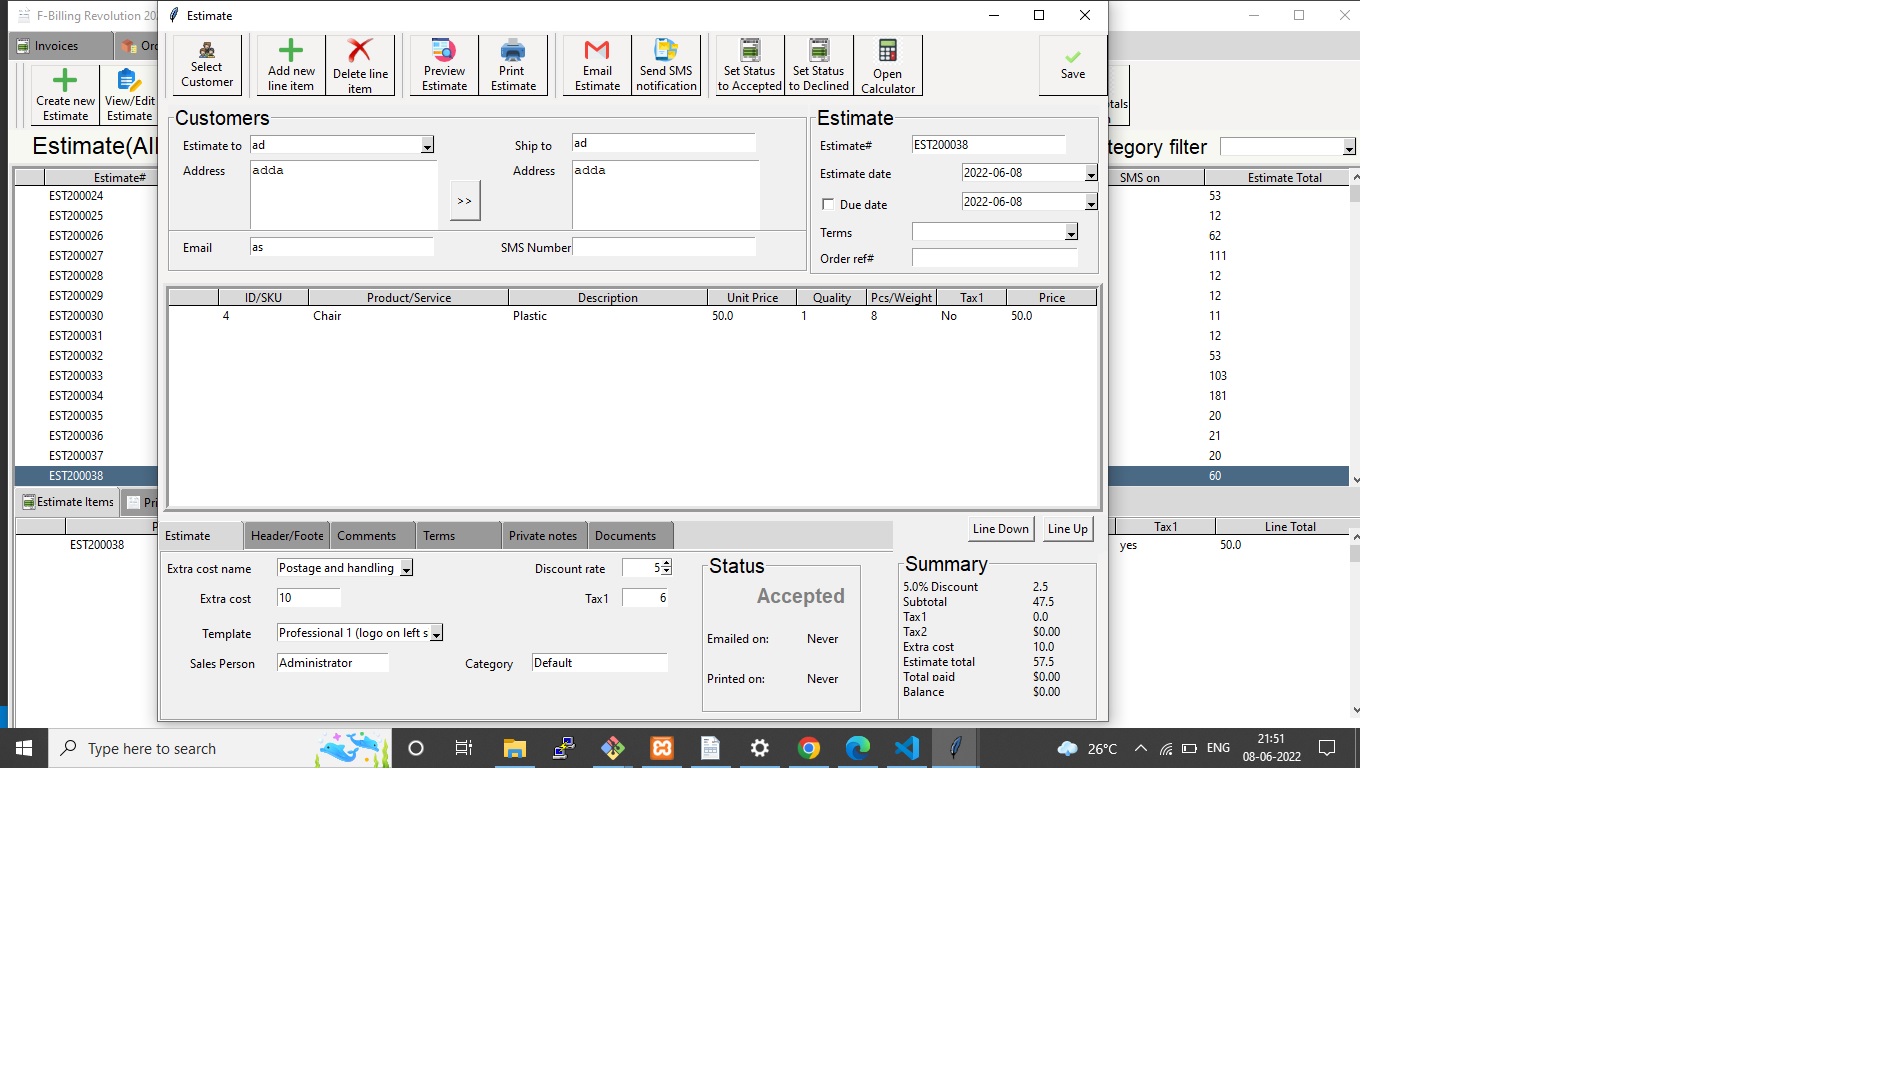 F-Billing Revolution 20
Estimate
Invoices
Or
Select Customer
Add new line item
Delete line item
Preview Estimate
Print Estimate
Email Estimate
Send SMS notification
Set Status to Accepted
Set Status to Declined
Open Calculator
Save
Create new Estimate
View/Edit Estimate
tals
Estimate(All
tegory filter
Customers
Estimate to ad
Ship to ad
Address adda
>>
Address adda
Email as
SMS Number
Estimate
Estimate# EST200038
Estimate date 2022-06-08
Due date 2022-06-08
Terms
Order ref#
Estimate# SMS on Estimate Total
EST200024 53
EST200025 12
EST200026 62
EST200027 111
EST200028 12
EST200029 12
EST200030 11
EST200031 12
EST200032 53
EST200033 103
EST200034 181
EST200035 20
EST200036 21
EST200037 20
EST200038 60
ID/SKU Product/Service Description Unit Price Quality Pcs/Weight Tax1 Price
4 Chair Plastic 50.0 1 8 No 50.0
Estimate Items Pri
P Tax1 Line Total
EST200038 yes 50.0
Line Down Line Up
Estimate Header/Foote Comments Terms Private notes Documents
Extra cost name Postage and handling Discount rate 5
Extra cost 10 Tax1 6
Template Professional 1 (logo on left s
Sales Person Administrator Category Default
Status
Accepted
Emailed on: Never
Printed on: Never
Summary
5.0% Discount 2.5
Subtotal 47.5
Tax1 0.0
Tax2 $0.00
Extra cost 10.0
Estimate total 57.5
Total paid $0.00
Balance $0.00
Type here to search
26°C
ENG
21:51
08-06-2022